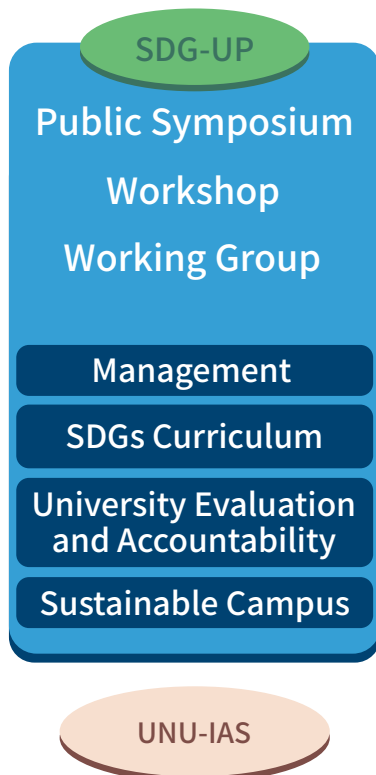 SDG-UP
Public Symposium
Workshop
Working Group
Management
SDGs Curriculum
University Evaluation
and Accountability
Sustainable Campus
UNU-IAS